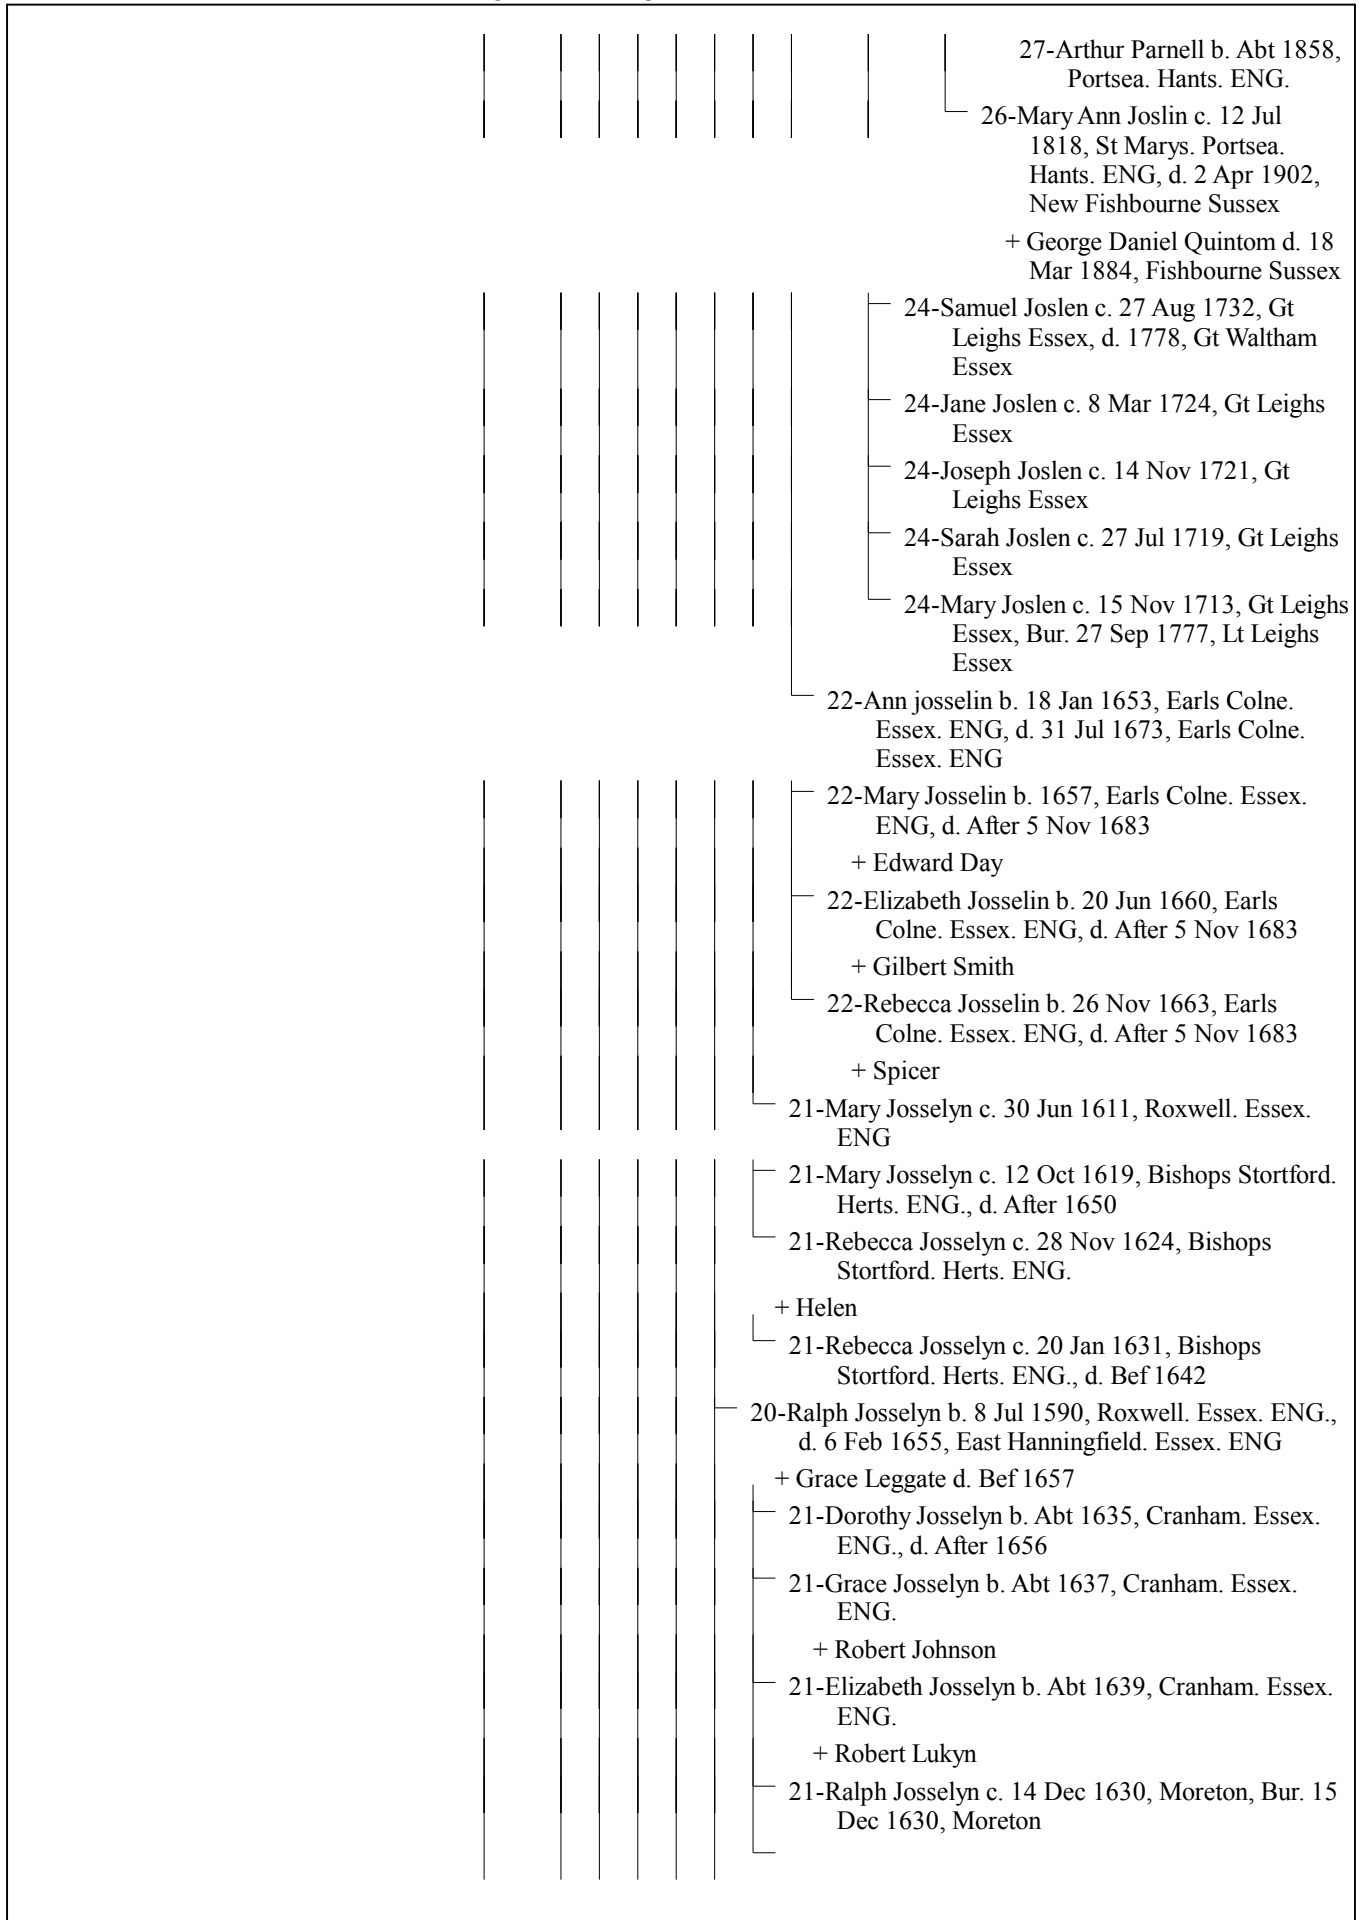 27-Arthur Parnell b. Abt 1858,
Portsea. Hants. ENG.
26-Mary Ann Joslin c. 12 Jul
1818, St Marys. Portsea.
Hants. ENG, d. 2 Apr 1902,
New Fishbourne Sussex
+ George Daniel Quintom d. 18
Mar 1884, Fishbourne Sussex
24-Samuel Joslen c. 27 Aug 1732, Gt
Leighs Essex, d. 1778, Gt Waltham
Essex
24-Jane Joslen c. 8 Mar 1724, Gt Leighs
Essex
24-Joseph Joslen c. 14 Nov 1721, Gt
Leighs Essex
24-Sarah Joslen c. 27 Jul 1719, Gt Leighs
Essex
24-Mary Joslen c. 15 Nov 1713, Gt Leighs
Essex, Bur. 27 Sep 1777, Lt Leighs
Essex
22-Ann josselin b. 18 Jan 1653, Earls Colne.
Essex. ENG, d. 31 Jul 1673, Earls Colne.
Essex. ENG
22-Mary Josselin b. 1657, Earls Colne. Essex.
ENG, d. After 5 Nov 1683
+ Edward Day
22-Elizabeth Josselin b. 20 Jun 1660, Earls
Colne. Essex. ENG, d. After 5 Nov 1683
+ Gilbert Smith
22-Rebecca Josselin b. 26 Nov 1663, Earls
Colne. Essex. ENG, d. After 5 Nov 1683
+ Spicer
21-Mary Josselyn c. 30 Jun 1611, Roxwell. Essex.
ENG
21-Mary Josselyn c. 12 Oct 1619, Bishops Stortford.
Herts. ENG., d. After 1650
21-Rebecca Josselyn c. 28 Nov 1624, Bishops
Stortford. Herts. ENG.
+ Helen
21-Rebecca Josselyn c. 20 Jan 1631, Bishops
Stortford. Herts. ENG., d. Bef 1642
20-Ralph Josselyn b. 8 Jul 1590, Roxwell. Essex. ENG.,
d. 6 Feb 1655, East Hanningfield. Essex. ENG
+ Grace Leggate d. Bef 1657
21-Dorothy Josselyn b. Abt 1635, Cranham. Essex.
ENG., d. After 1656
21-Grace Josselyn b. Abt 1637, Cranham. Essex.
ENG.
+ Robert Johnson
21-Elizabeth Josselyn b. Abt 1639, Cranham. Essex.
ENG.
+ Robert Lukyn
21-Ralph Josselyn c. 14 Dec 1630, Moreton, Bur. 15
Dec 1630, Moreton